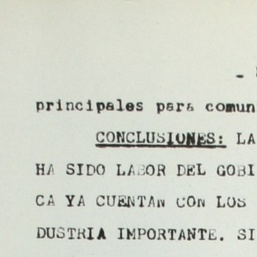 principales para comun
CONCLUSIONES: LA
HA SIDO LABOR DEL GOBI
CA YA CUENTAN CON LOS
DUSTRIA IMPORTANTE. SI